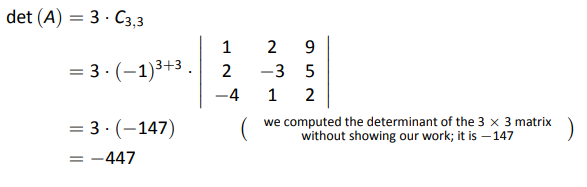 det (A) = 3 · C₃,₃
= 3 · (−1)³⁺³ · | 1 2 9 |
| 2 −3 5 |
| −4 1 2 |
= 3 · (−147) ( we computed the determinant of the 3 × 3 matrix
without showing our work; it is −147 )
= −447